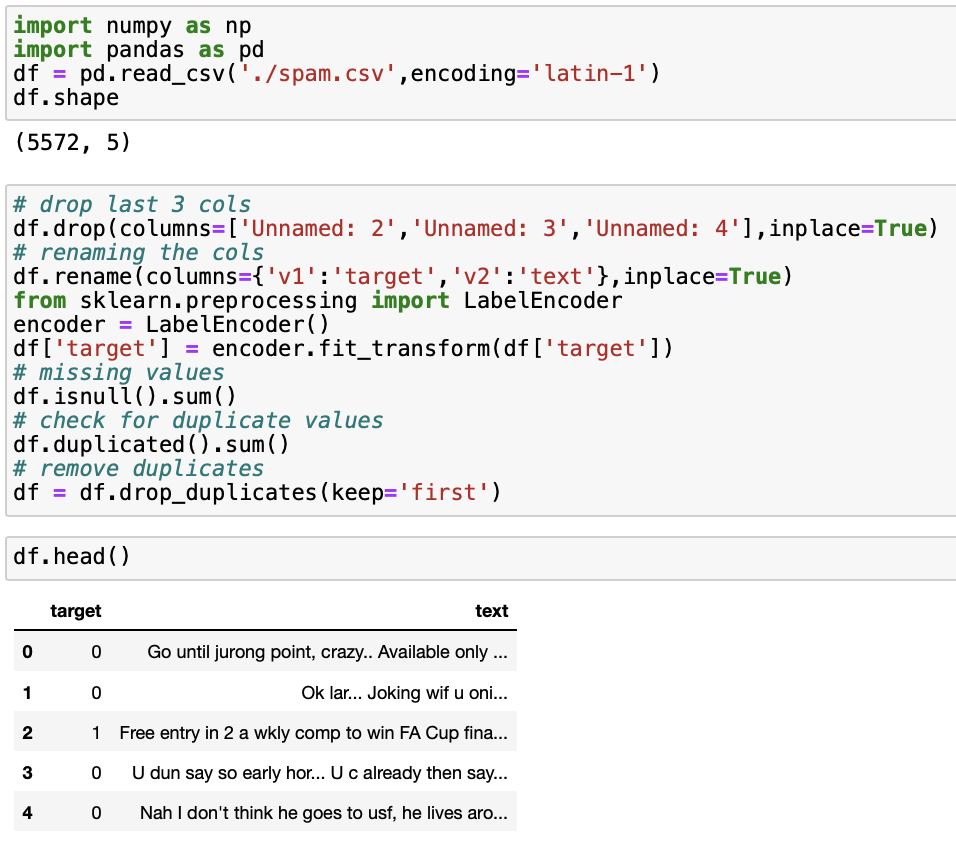 import numpy as np
import pandas as pd
df = pd.read_csv('./spam.csv',encoding='latin-1')
df.shape
(5572, 5)
# drop last 3 cols
df.drop(columns=['Unnamed: 2','Unnamed: 3','Unnamed: 4'],inplace=True)
# renaming the cols
df.rename(columns={'v1':'target','v2':'text'},inplace=True)
from sklearn.preprocessing import LabelEncoder
encoder = LabelEncoder()
df['target'] = encoder.fit_transform(df['target'])
# missing values
df.isnull().sum()
# check for duplicate values
df.duplicated().sum()
# remove duplicates
df = df.drop_duplicates(keep='first')
df.head()
target text
0 0 Go until jurong point, crazy.. Available only ...
1 0 Ok lar... Joking wif u oni...
2 1 Free entry in 2 a wkly comp to win FA Cup fina...
3 0 U dun say so early hor... U c already then say...
4 0 Nah I don't think he goes to usf, he lives aro...